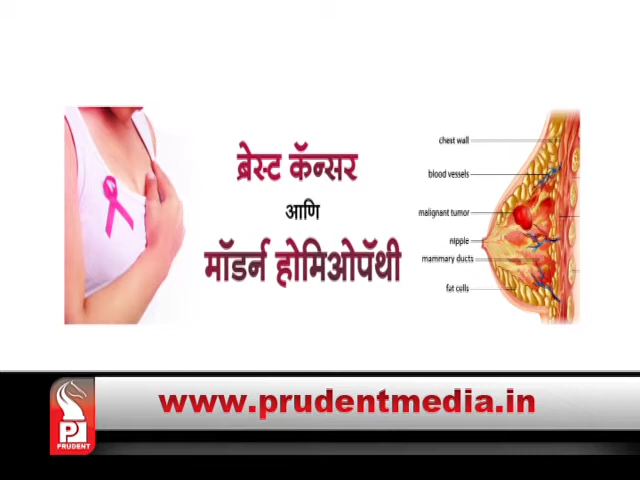 ब्रेस्ट कॅन्सर
आणि
मॉडर्न होमिओपॅथी
chest wall
blood vessels
malignant tumor
nipple
mammary ducts
fat cells
PRUDENT
www.prudentmedia.in